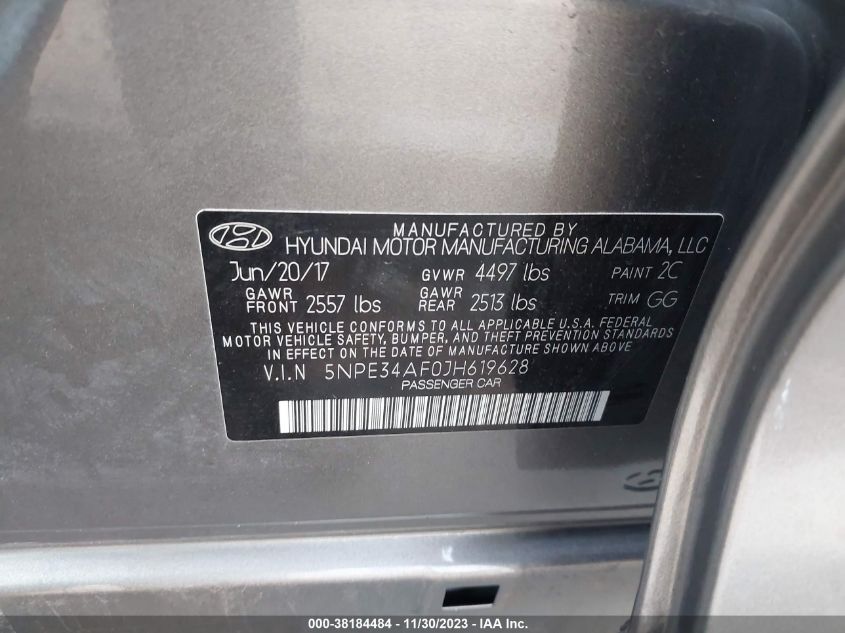 MANUFACTURED BY
HYUNDAI MOTOR MANUFACTURING ALABAMA, LLC
Jun/20/17 GVWR 4497 lbs PAINT 2C
GAWR FRONT 2557 lbs GAWR REAR 2513 lbs TRIM GG
THIS VEHICLE CONFORMS TO ALL APPLICABLE U.S.A. FEDERAL
MOTOR VEHICLE SAFETY, BUMPER, AND THEFT PREVENTION STANDARDS
IN EFFECT ON THE DATE OF MANUFACTURE SHOWN ABOVE
V.I.N 5NPE34AF0JH619628
PASSENGER CAR
000-38184484 - 11/30/2023 - IAA Inc.